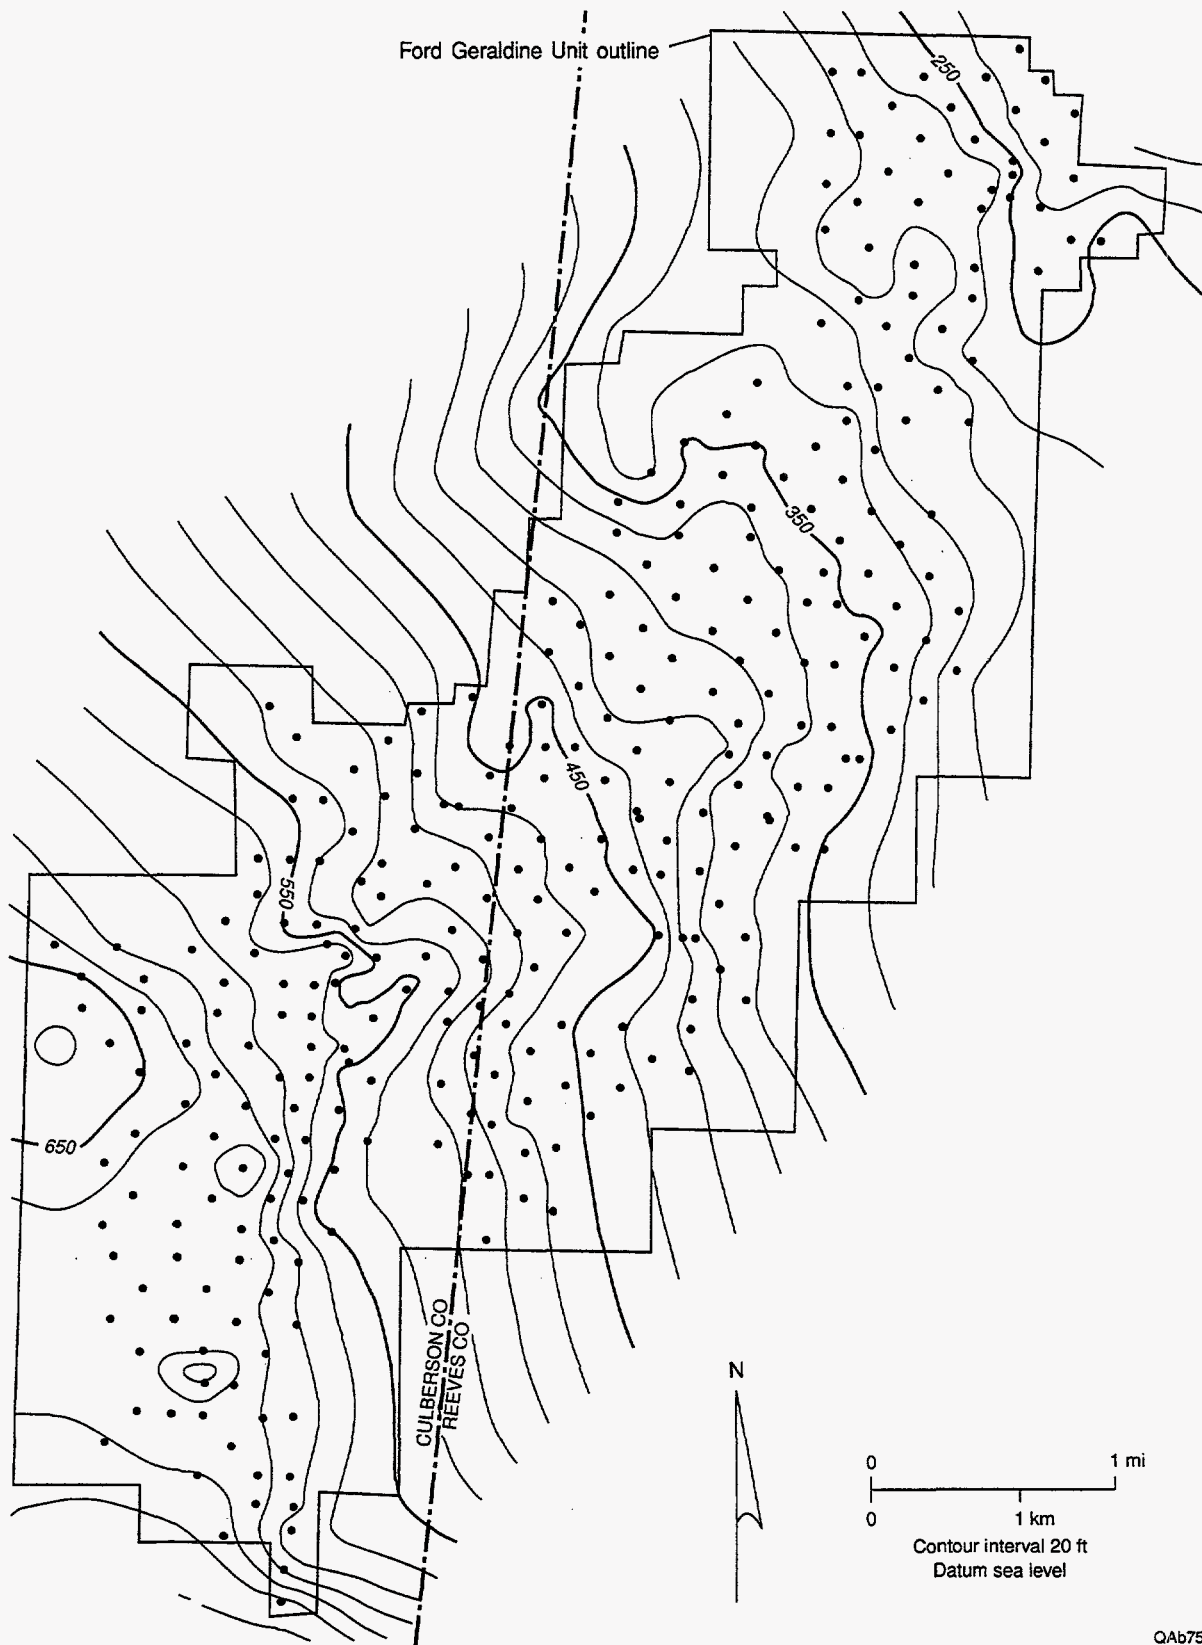 Ford Geraldine Unit outline
250
350
450
550
650
CULBERSON CO
REEVES CO
N
0 1 mi
0 1 km
Contour interval 20 ft
Datum sea level
QAb75